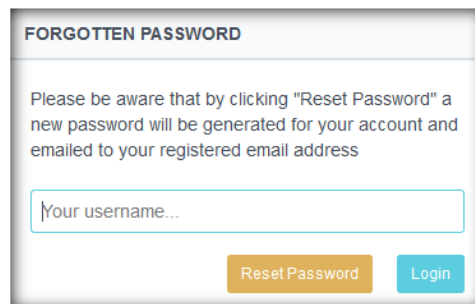 FORGOTTEN PASSWORD
Please be aware that by clicking "Reset Password" a
new password will be generated for your account and
emailed to your registered email address
Your username...
Reset Password
Login